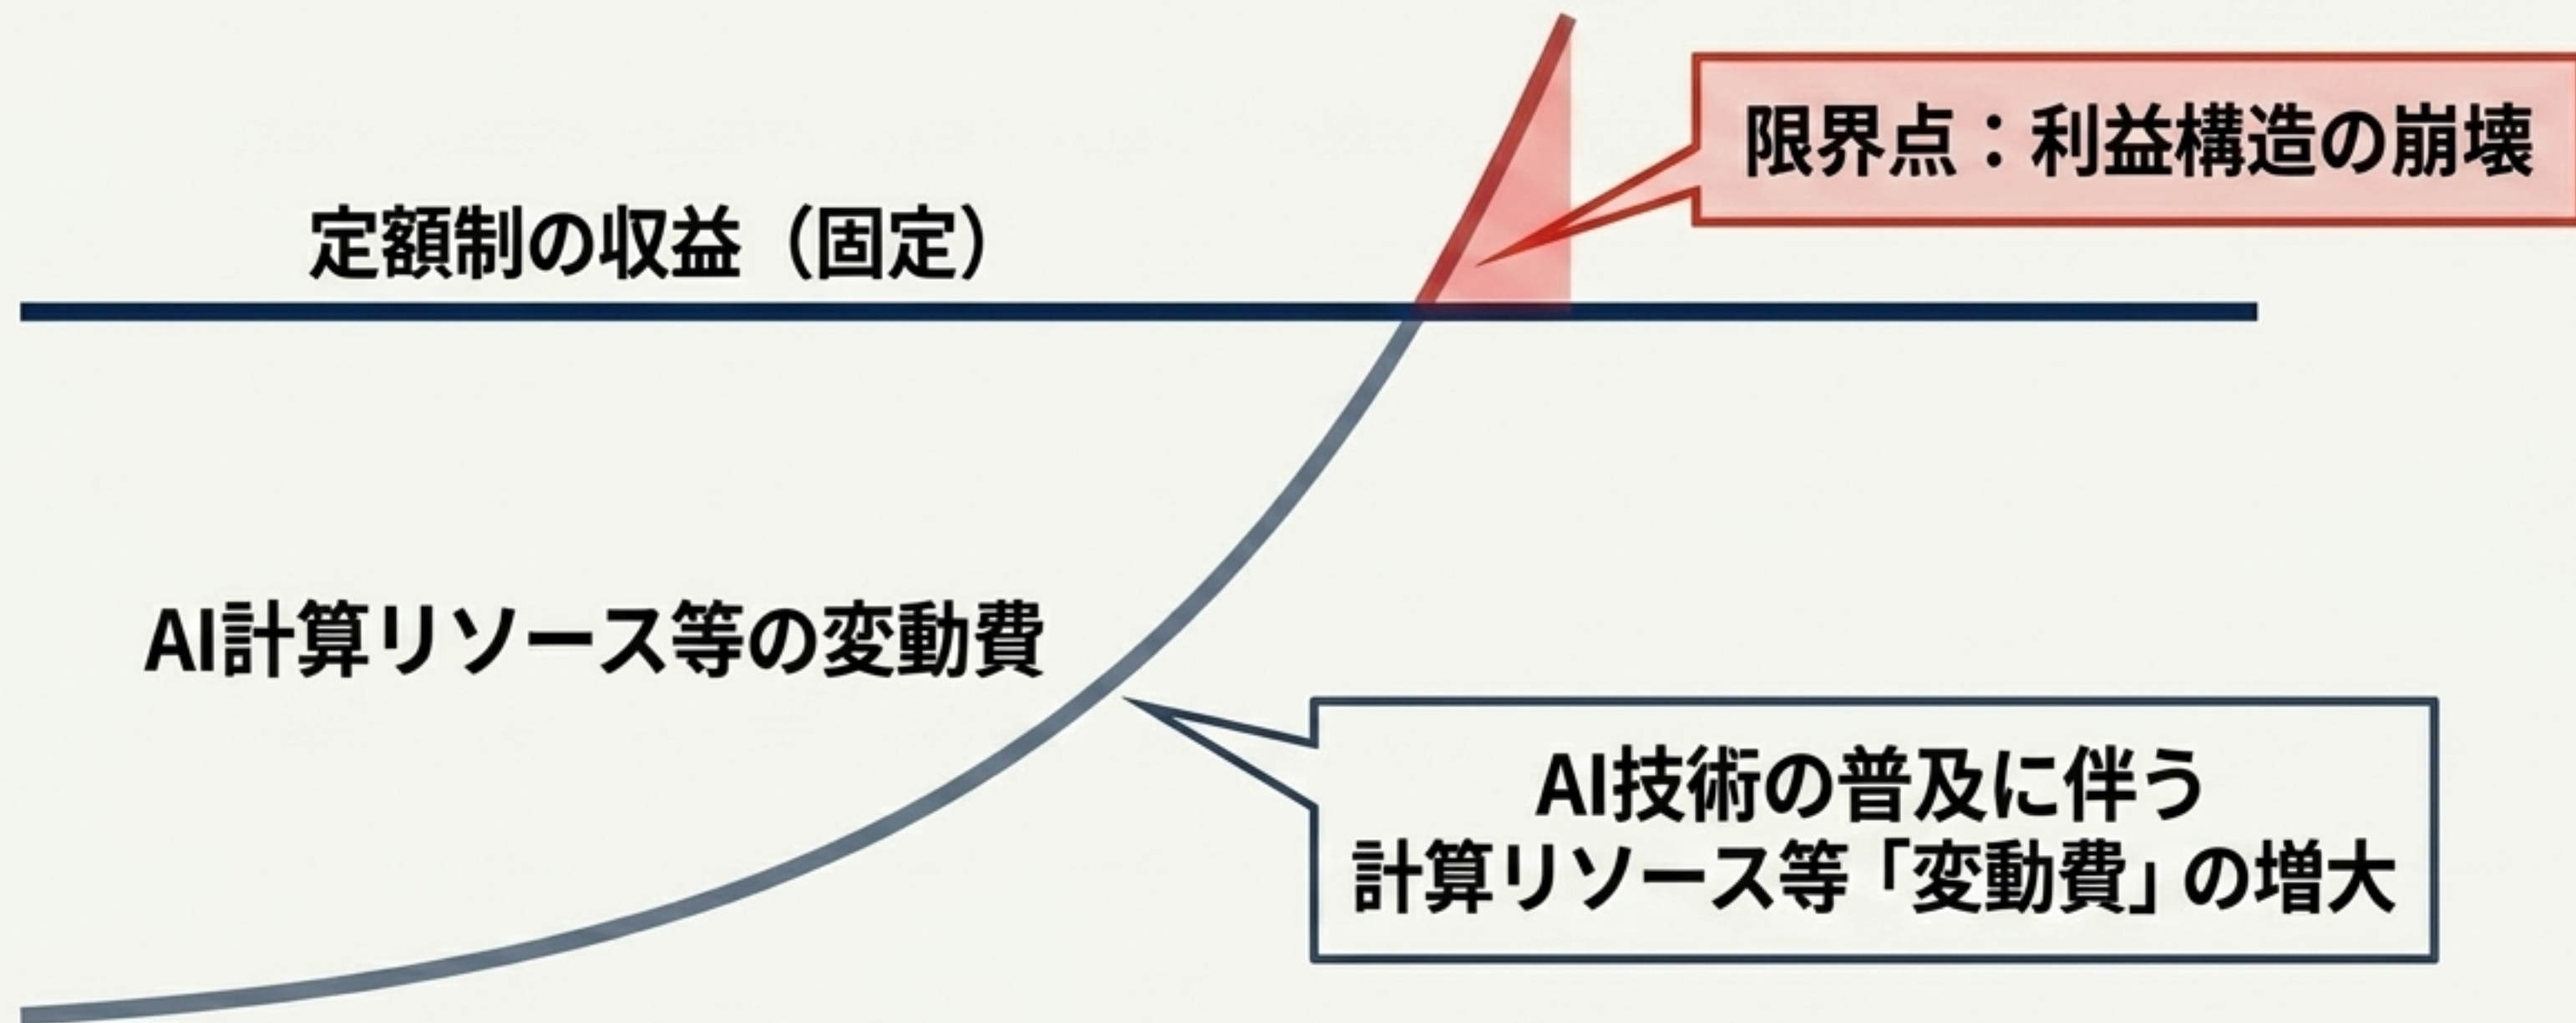 限界点：利益構造の崩壊
定額制の収益（固定）
AI計算リソース等の変動費
AI技術の普及に伴う
計算リソース等「変動費」の増大